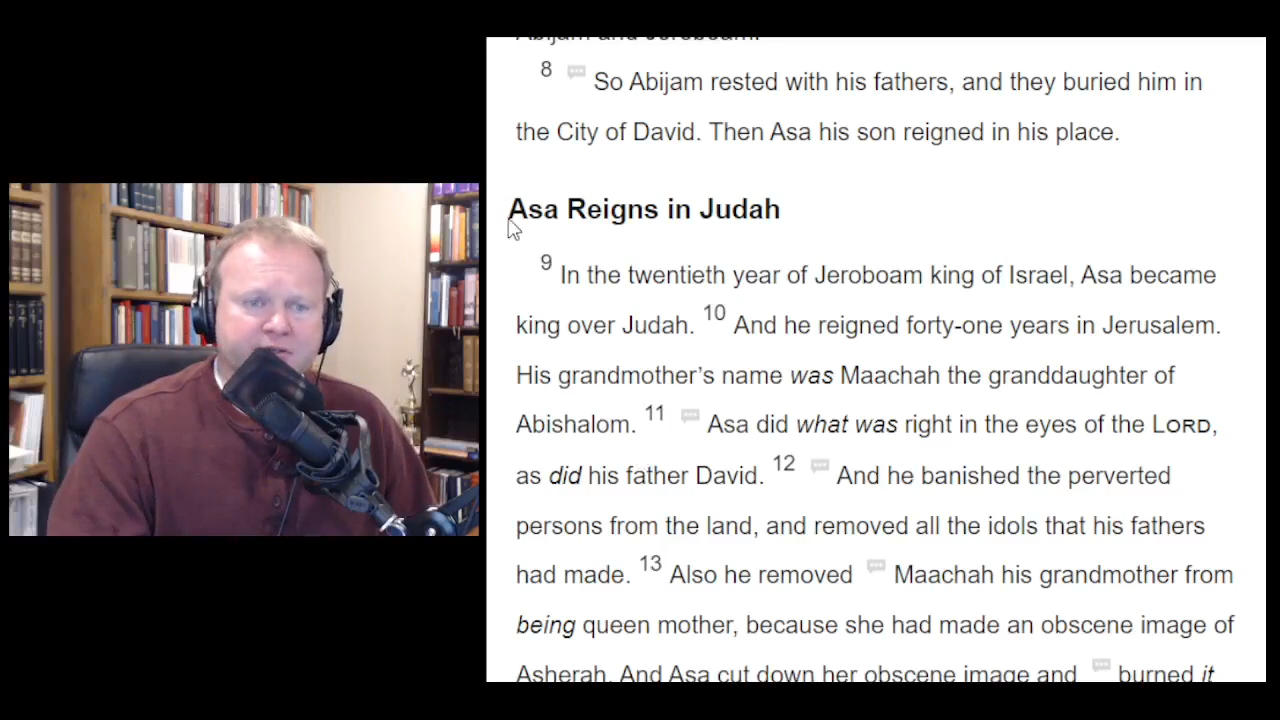 Abijam and Jeroboam.
8 So Abijam rested with his fathers, and they buried him in
the City of David. Then Asa his son reigned in his place.
Asa Reigns in Judah
9 In the twentieth year of Jeroboam king of Israel, Asa became
king over Judah. 10 And he reigned forty-one years in Jerusalem.
His grandmother’s name was Maachah the granddaughter of
Abishalom. 11 Asa did what was right in the eyes of the LORD,
as did his father David. 12 And he banished the perverted
persons from the land, and removed all the idols that his fathers
had made. 13 Also he removed Maachah his grandmother from
being queen mother, because she had made an obscene image of
Asherah. And Asa cut down her obscene image and burned it